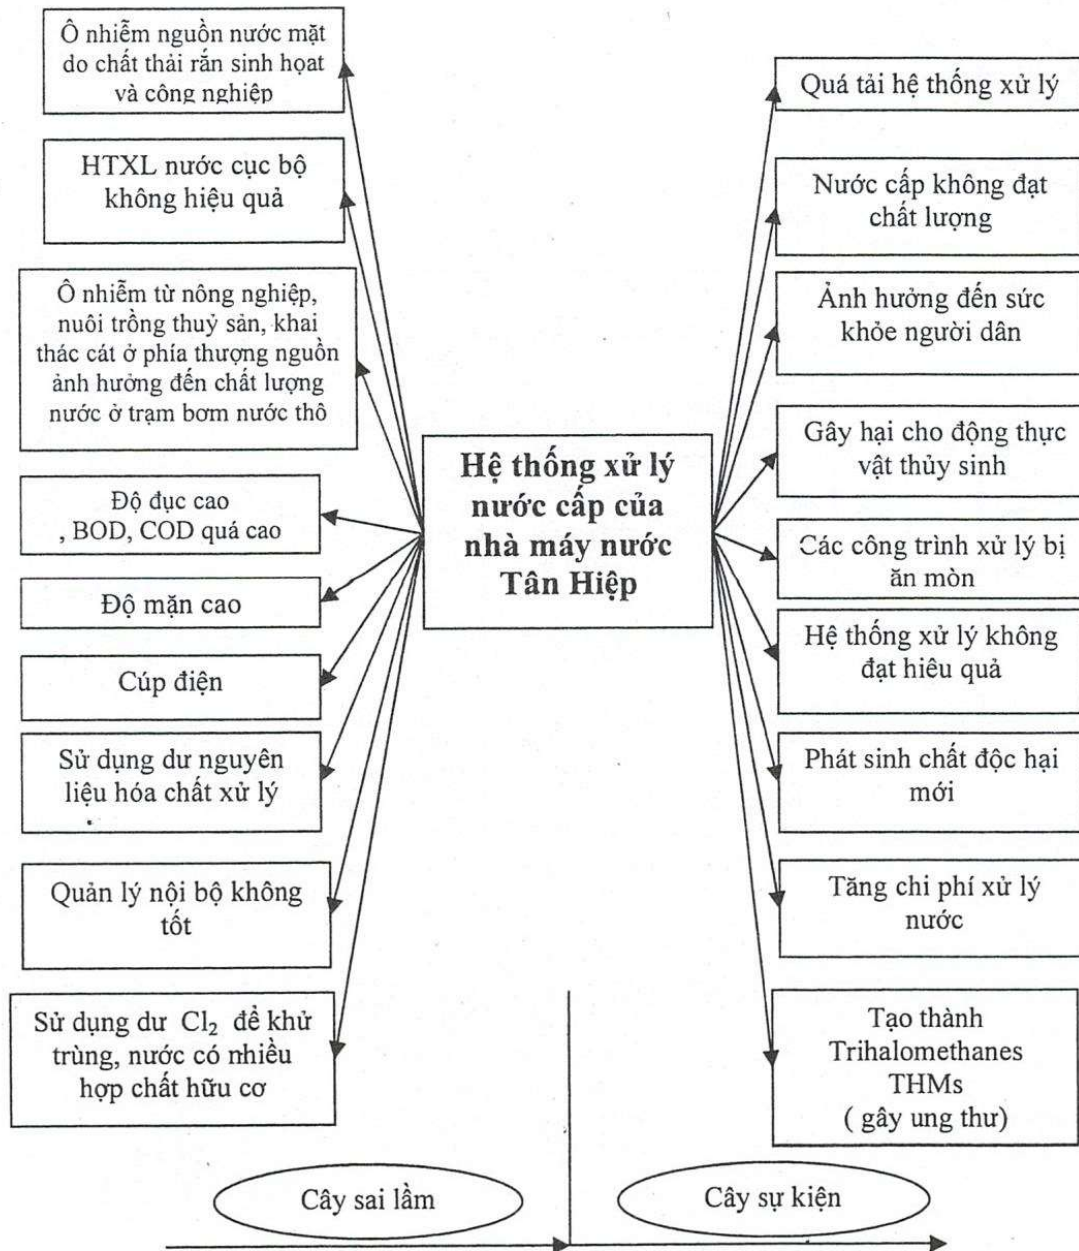 Ô nhiễm nguồn nước mặt
do chất thải rắn sinh hoạt
và công nghiệp
HTXL nước cục bộ
không hiệu quả
Ô nhiễm từ nông nghiệp,
nuôi trồng thuỷ sản, khai
thác cát ở phía thượng nguồn
ảnh hưởng đến chất lượng
nước ở trạm bơm nước thô
Độ đục cao
, BOD, COD quá cao
Độ mặn cao
Cúp điện
Sử dụng dư nguyên
liệu hóa chất xử lý
Quản lý nội bộ không
tốt
Sử dụng dư Cl₂ để khử
trùng, nước có nhiều
hợp chất hữu cơ
Hệ thống xử lý
nước cấp của
nhà máy nước
Tân Hiệp
Quá tải hệ thống xử lý
Nước cấp không đạt
chất lượng
Ảnh hưởng đến sức
khỏe người dân
Gây hại cho động thực
vật thủy sinh
Các công trình xử lý bị
ăn mòn
Hệ thống xử lý không
đạt hiêu quả
Phát sinh chất độc hại
mới
Tăng chi phí xử lý
nước
Tạo thành
Trihalomethanes
THMs
( gây ung thư)
Cây sai lầm
Cây sự kiện